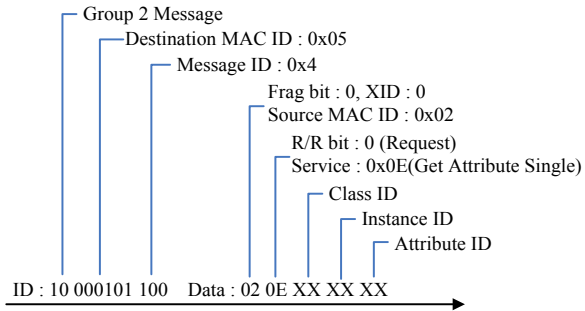 Group 2 Message
Destination MAC ID : 0x05
Message ID : 0x4
Frag bit : 0, XID : 0
Source MAC ID : 0x02
R/R bit : 0 (Request)
Service : 0x0E(Get Attribute Single)
Class ID
Instance ID
Attribute ID
ID : 10 000101 100 Data : 02 0E XX XX XX